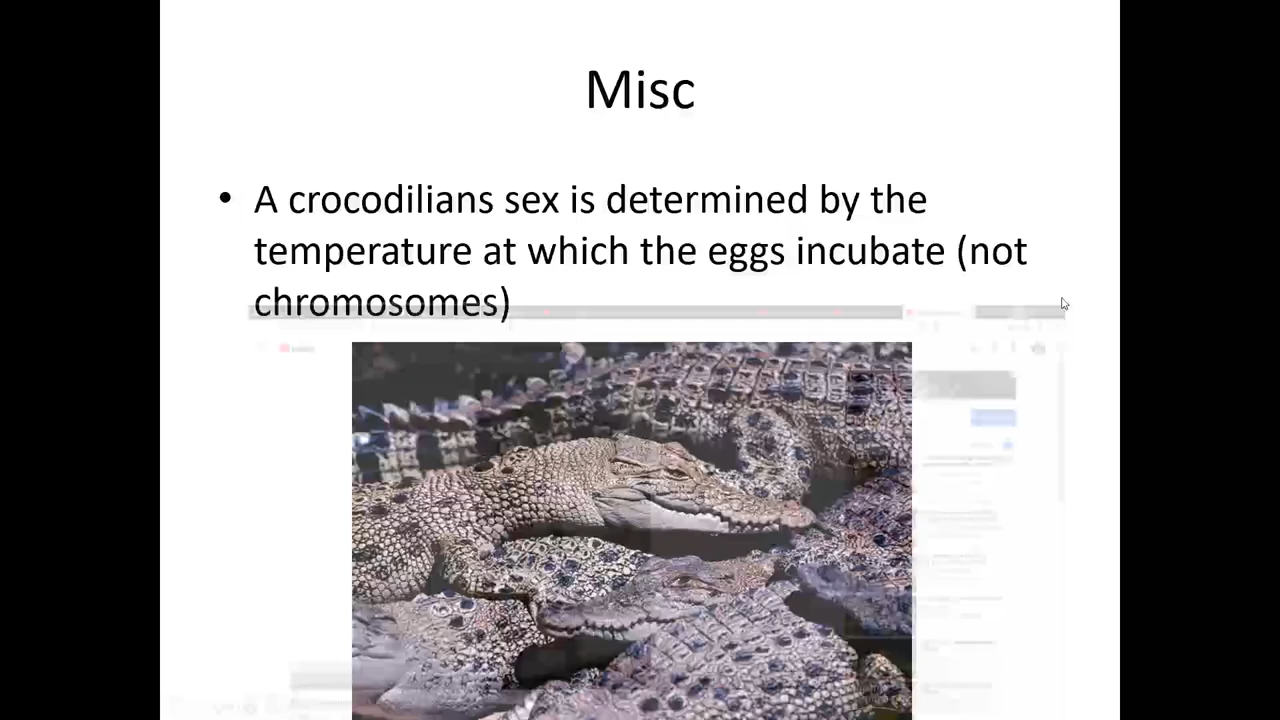 Misc
• A crocodilians sex is determined by the
temperature at which the eggs incubate (not
chromosomes)